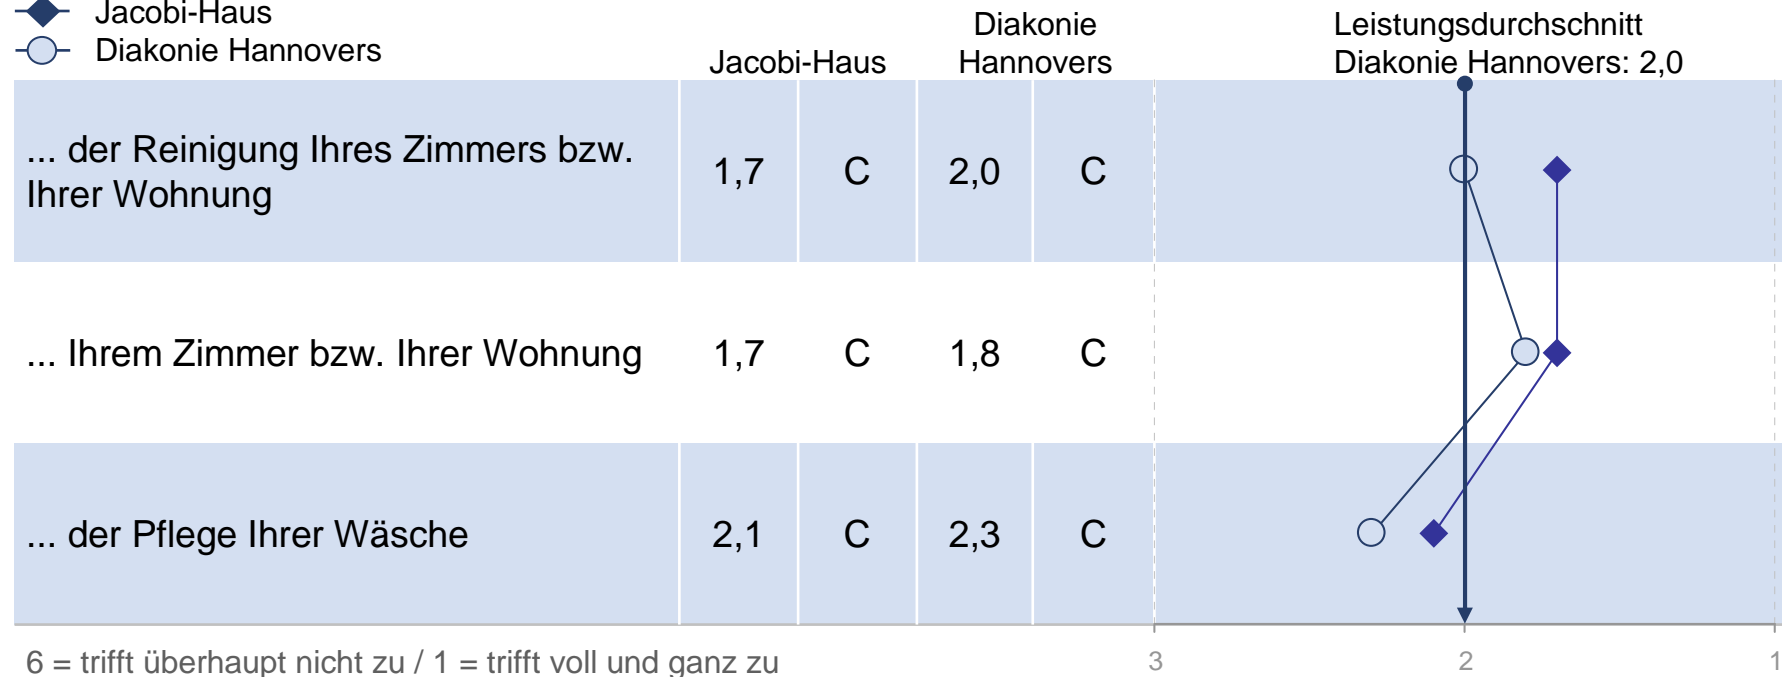 Jacobi-Haus
Diakonie Hannovers
Jacobi-Haus
Diakonie
Hannovers
Leistungsdurchschnitt
Diakonie Hannovers: 2,0
... der Reinigung Ihres Zimmers bzw.
Ihrer Wohnung
1,7 C 2,0 C
... Ihrem Zimmer bzw. Ihrer Wohnung 1,7 C 1,8 C
... der Pflege Ihrer Wäsche 2,1 C 2,3 C
6 = trifft überhaupt nicht zu / 1 = trifft voll und ganz zu
3 2 1